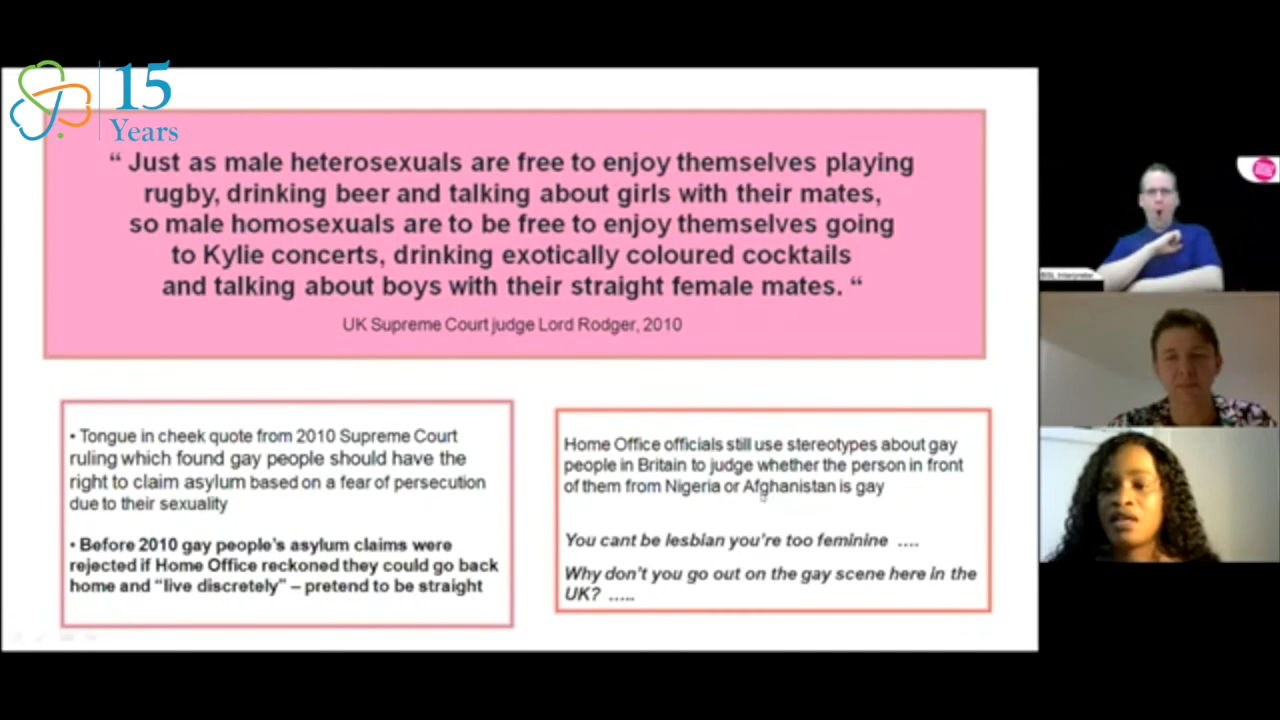 15
Years
“ Just as male heterosexuals are free to enjoy themselves playing
rugby, drinking beer and talking about girls with their mates,
so male homosexuals are to be free to enjoy themselves going
to Kylie concerts, drinking exotically coloured cocktails
and talking about boys with their straight female mates. “
UK Supreme Court judge Lord Rodger, 2010
• Tongue in cheek quote from 2010 Supreme Court
ruling which found gay people should have the
right to claim asylum based on a fear of persecution
due to their sexuality
• Before 2010 gay people’s asylum claims were
rejected if Home Office reckoned they could go back
home and “live discretely” – pretend to be straight
Home Office officials still use stereotypes about gay
people in Britain to judge whether the person in front
of them from Nigeria or Afghanistan is gay
You cant be lesbian you’re too feminine ....
Why don’t you go out on the gay scene here in the
UK? .....
BSL Interpreter